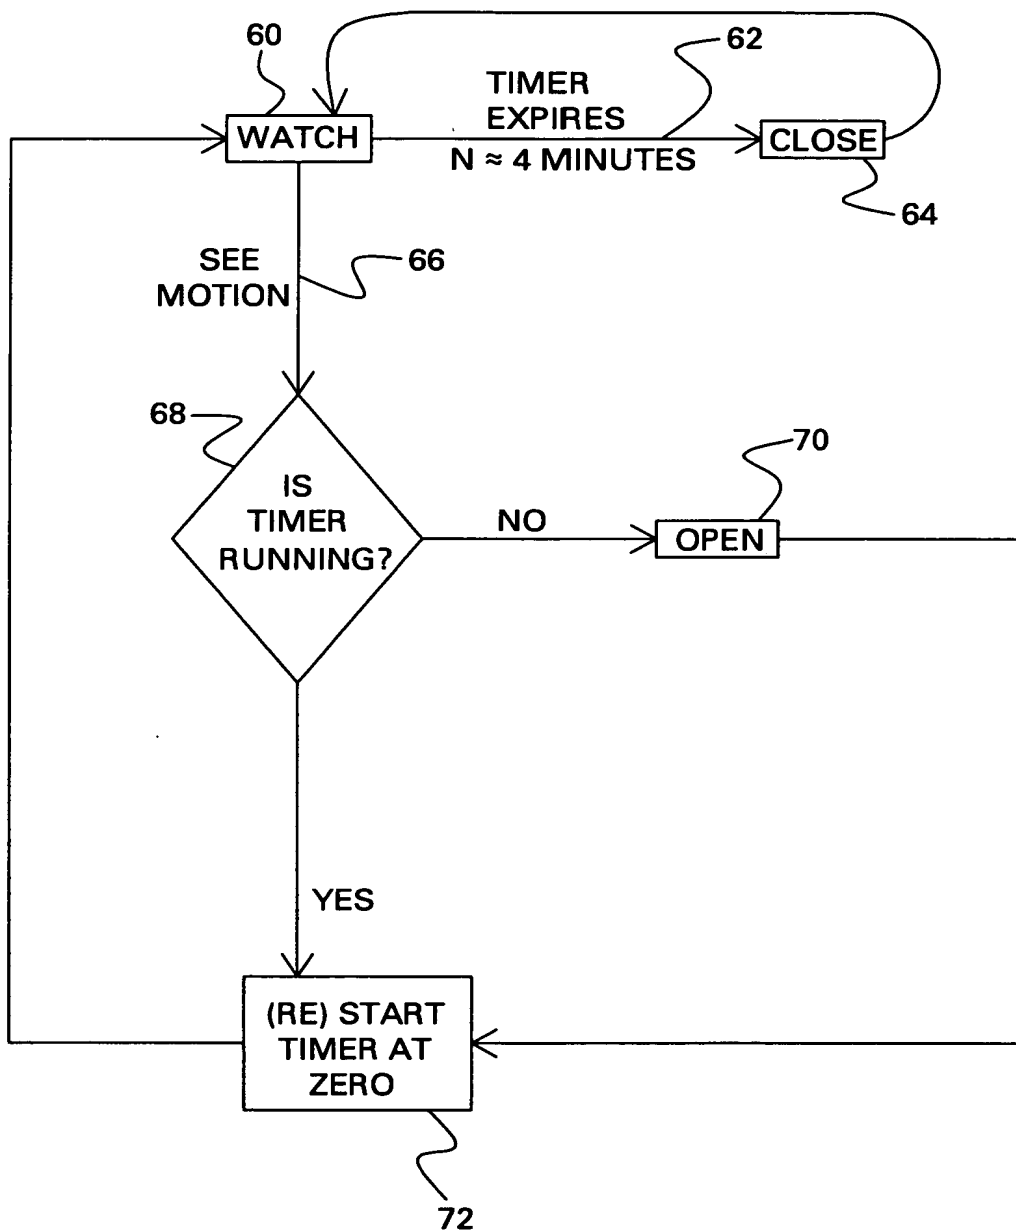 60
62
TIMER
EXPIRES
WATCH
CLOSE
N ≈ 4 MINUTES
64
SEE
MOTION
66
68
70
IS
TIMER
RUNNING?
NO
OPEN
YES
(RE) START
TIMER AT
ZERO
72